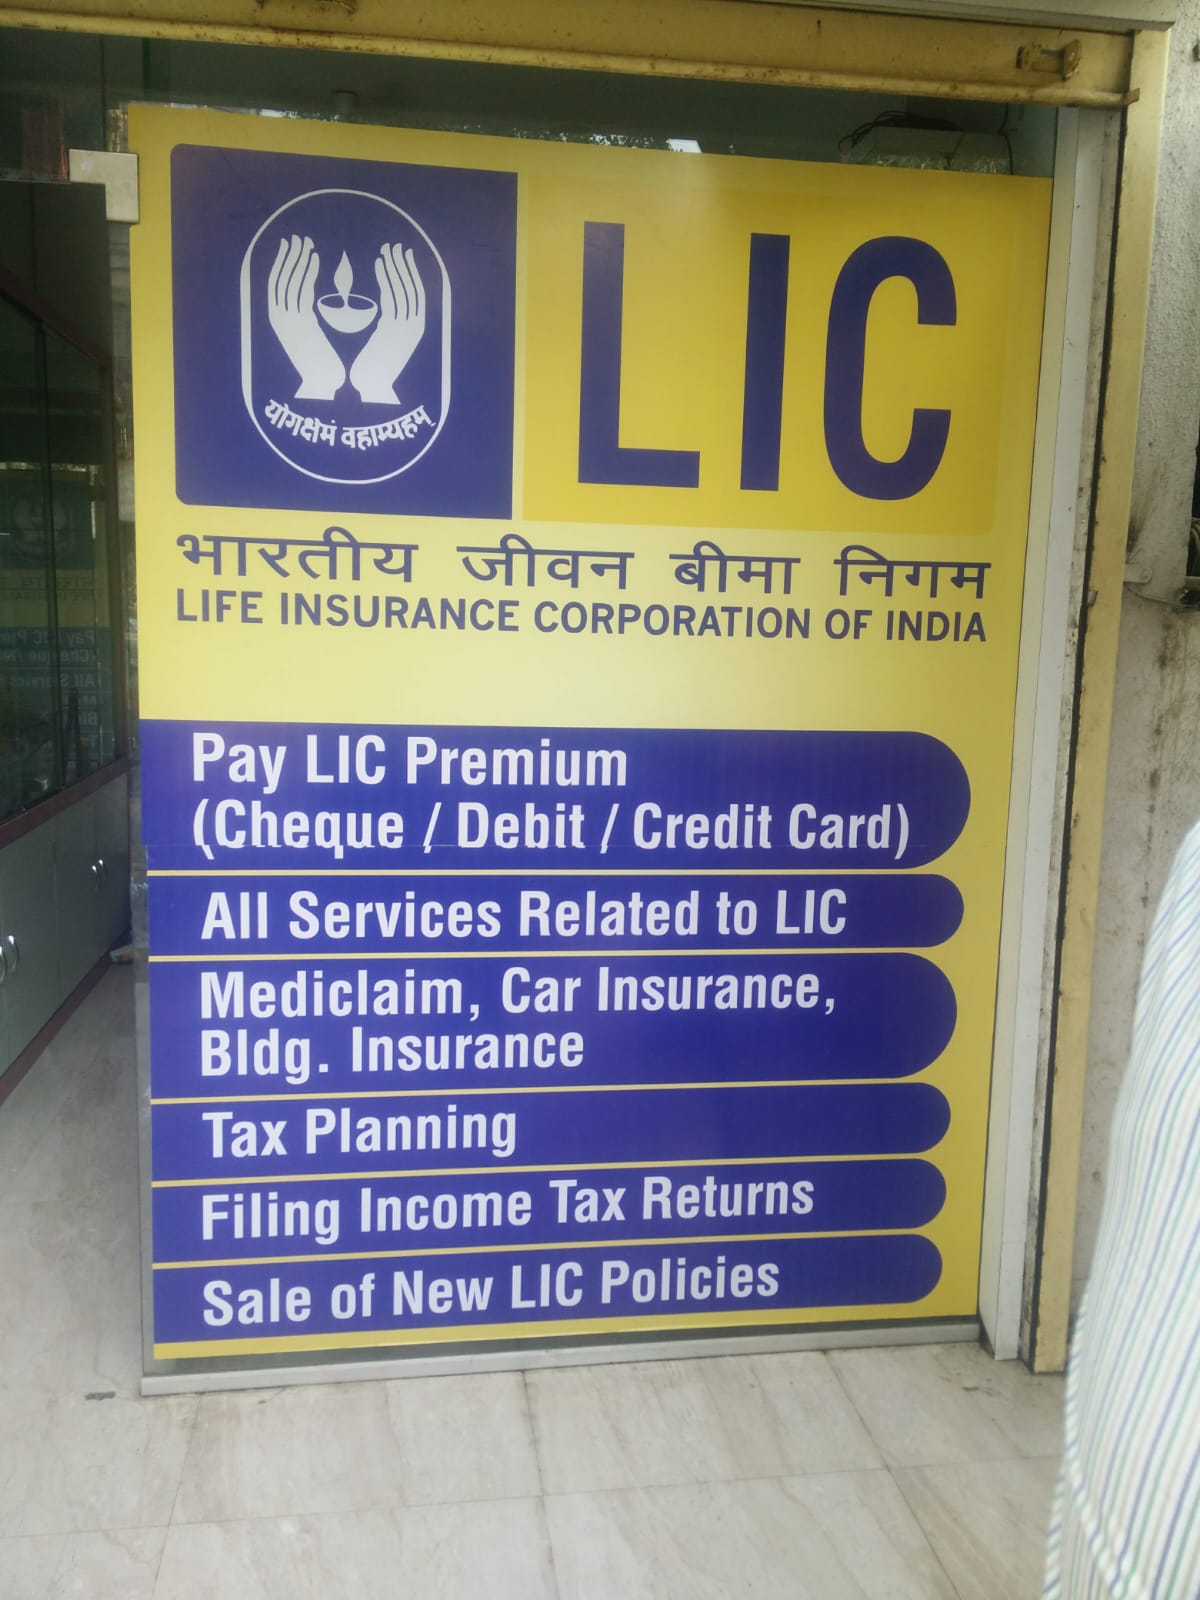 योगक्षेमं वहाम्यहम्
LIC
भारतीय जीवन बीमा निगम
LIFE INSURANCE CORPORATION OF INDIA
Pay LIC Premium
(Cheque / Debit / Credit Card)
All Services Related to LIC
Mediclaim, Car Insurance,
Bldg. Insurance
Tax Planning
Filing Income Tax Returns
Sale of New LIC Policies